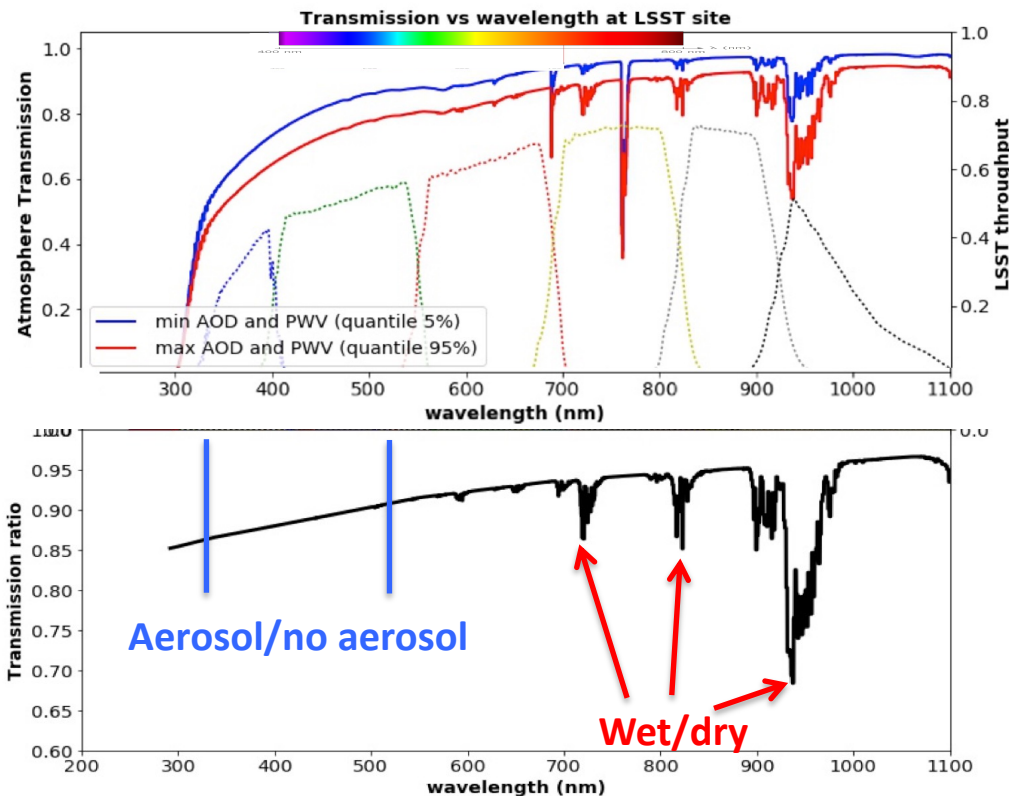 Transmission vs wavelength at LSST site
400 nm
1.0
0.8
0.6
0.4
0.2
Atmosphere Transmission
1.0
0.8
0.6
0.4
0.2
LSST throughput
min AOD and PWV (quantile 5%)
max AOD and PWV (quantile 95%)
300 400 500 600 700 800 900 1000 1100
wavelength (nm)
0.95
0.90
0.85
0.80
0.75
0.70
0.65
0.60
Transmission ratio
Aerosol/no aerosol
Wet/dry
200 300 400 500 600 700 800 900 1000 1100
wavelength (nm)